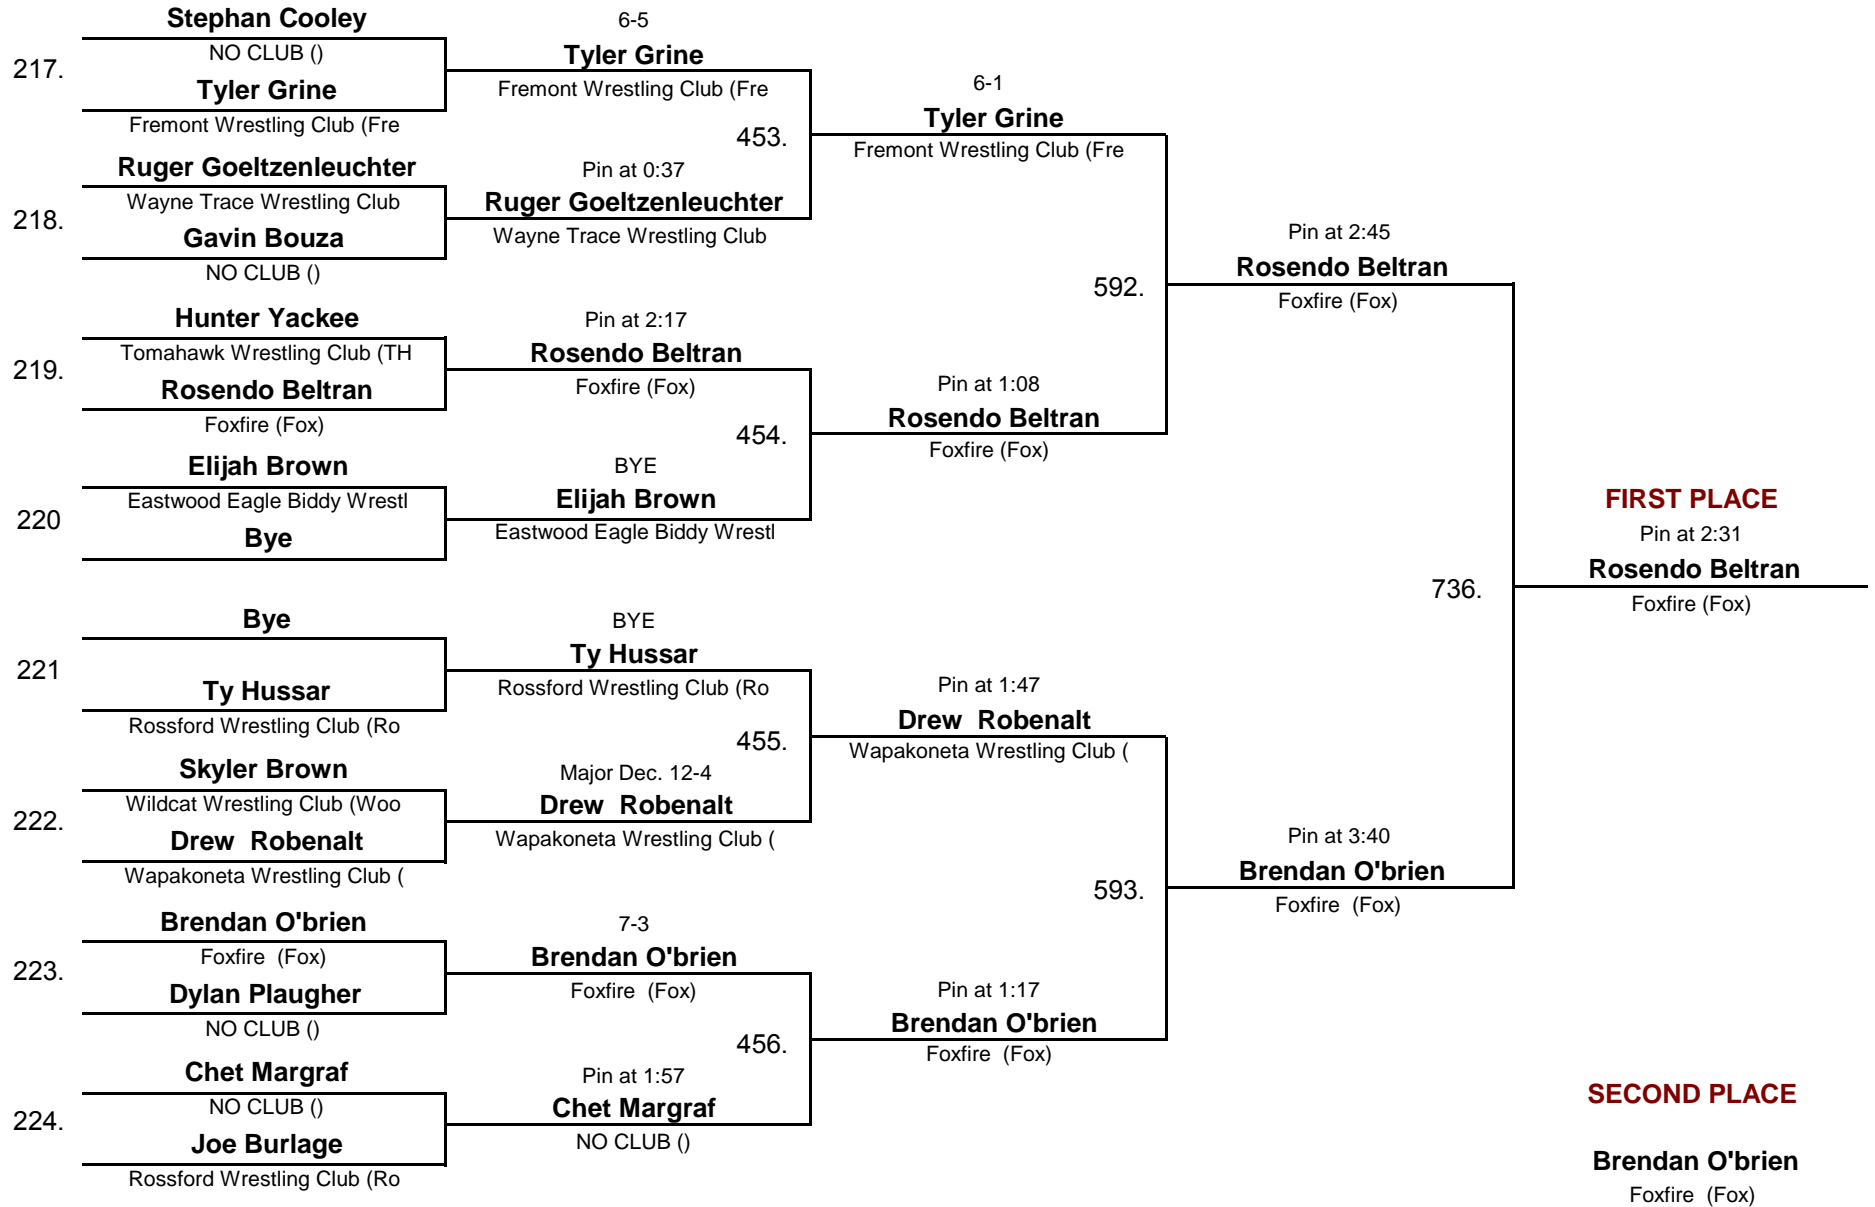 Stephan Cooley
217.
NO CLUB ()
Tyler Grine
Fremont Wrestling Club (Fre
Ruger Goeltzenleuchter
218.
Wayne Trace Wrestling Club
Gavin Bouza
NO CLUB ()
Hunter Yackee
219.
Tomahawk Wrestling Club (TH
Rosendo Beltran
Foxfire (Fox)
Elijah Brown
220
Eastwood Eagle Biddy Wrestl
Bye
Bye
221
Ty Hussar
Rossford Wrestling Club (Ro
Skyler Brown
222.
Wildcat Wrestling Club (Woo
Drew  Robenalt
Wapakoneta Wrestling Club (
Brendan O'brien
223.
Foxfire  (Fox)
Dylan Plaugher
NO CLUB ()
Chet Margraf
224.
NO CLUB ()
Joe Burlage
Rossford Wrestling Club (Ro
6-5
Tyler Grine
Fremont Wrestling Club (Fre
453.
Pin at 0:37
Ruger Goeltzenleuchter
Wayne Trace Wrestling Club
Pin at 2:17
Rosendo Beltran
Foxfire (Fox)
454.
BYE
Elijah Brown
Eastwood Eagle Biddy Wrestl
BYE
Ty Hussar
Rossford Wrestling Club (Ro
455.
Major Dec. 12-4
Drew  Robenalt
Wapakoneta Wrestling Club (
7-3
Brendan O'brien
Foxfire  (Fox)
456.
Pin at 1:57
Chet Margraf
NO CLUB ()
6-1
Tyler Grine
Fremont Wrestling Club (Fre
592.
Pin at 1:08
Rosendo Beltran
Foxfire (Fox)
Pin at 1:47
Drew  Robenalt
Wapakoneta Wrestling Club (
593.
Pin at 1:17
Brendan O'brien
Foxfire  (Fox)
Pin at 2:45
Rosendo Beltran
Foxfire (Fox)
736.
Pin at 3:40
Brendan O'brien
Foxfire  (Fox)
FIRST PLACE
Pin at 2:31
Rosendo Beltran
Foxfire (Fox)
SECOND PLACE
Brendan O'brien
Foxfire  (Fox)